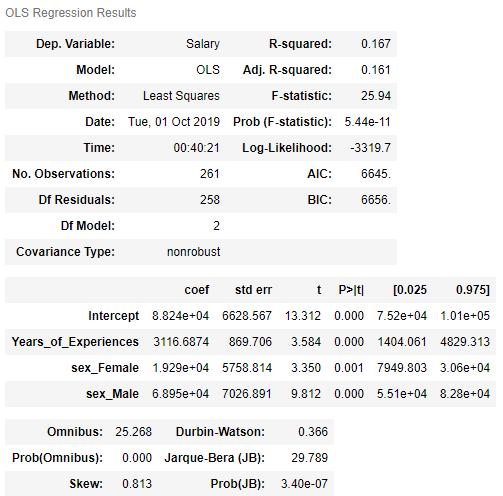 OLS Regression Results
Dep. Variable: Salary R-squared: 0.167
Model: OLS Adj. R-squared: 0.161
Method: Least Squares F-statistic: 25.94
Date: Tue, 01 Oct 2019 Prob (F-statistic): 5.44e-11
Time: 00:40:21 Log-Likelihood: -3319.7
No. Observations: 261 AIC: 6645.
Df Residuals: 258 BIC: 6656.
Df Model: 2
Covariance Type: nonrobust
coef std err t P>|t| [0.025 0.975]
Intercept 8.824e+04 6628.567 13.312 0.000 7.52e+04 1.01e+05
Years_of_Experiences 3116.6874 869.706 3.584 0.000 1404.061 4829.313
sex_Female 1.929e+04 5758.814 3.350 0.001 7949.803 3.06e+04
sex_Male 6.895e+04 7026.891 9.812 0.000 5.51e+04 8.28e+04
Omnibus: 25.268 Durbin-Watson: 0.366
Prob(Omnibus): 0.000 Jarque-Bera (JB): 29.789
Skew: 0.813 Prob(JB): 3.40e-07